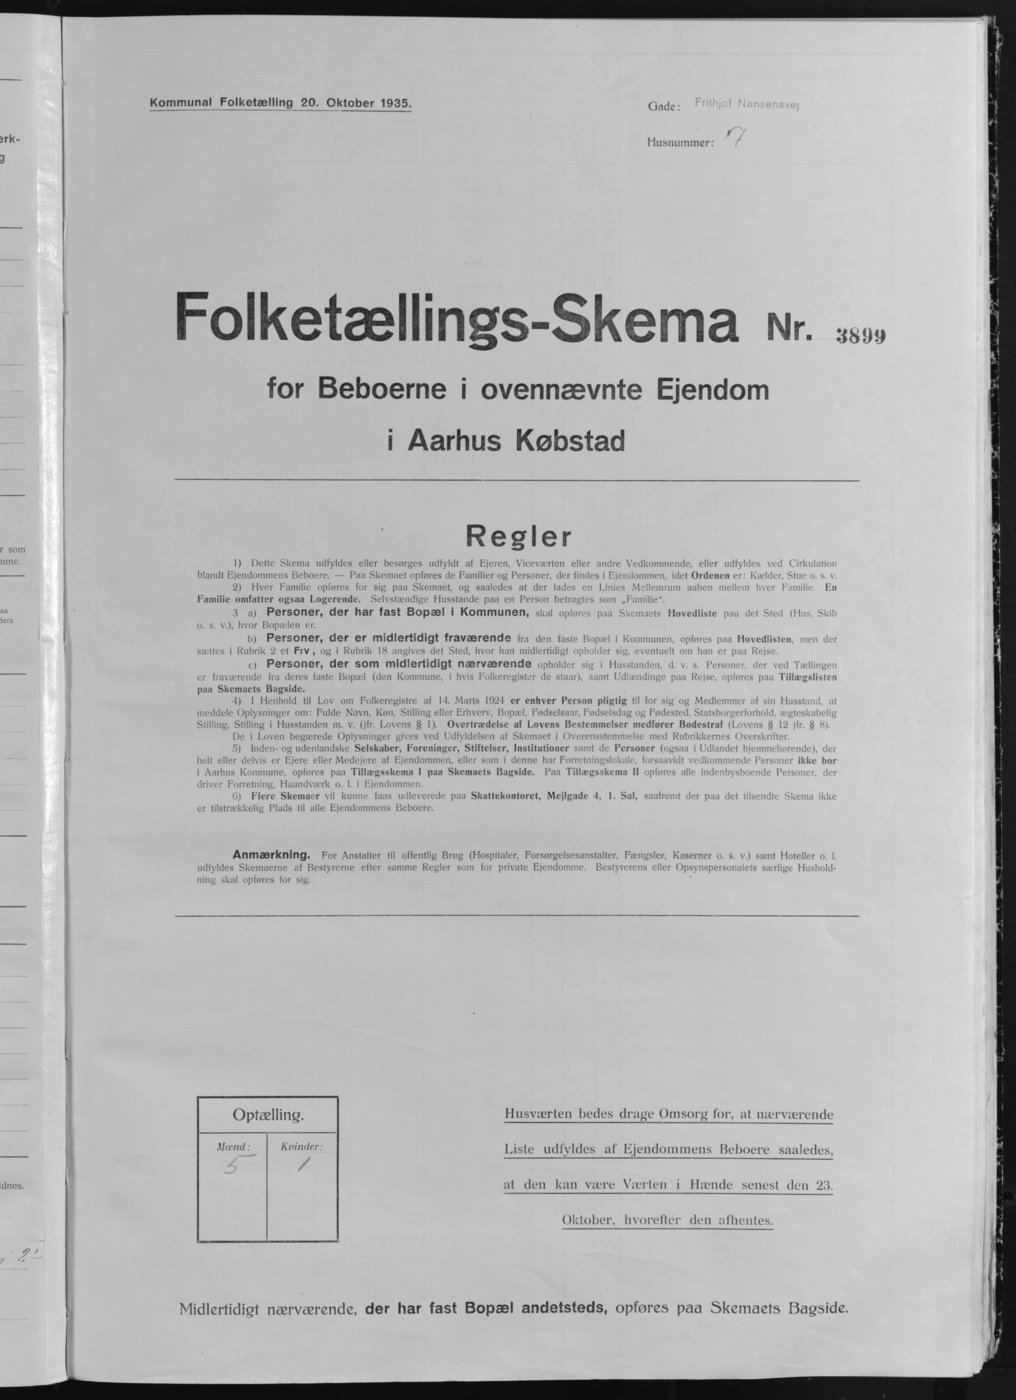 Kommunal Folketælling 20. Oktober 1935.
Gade: Frithjof Nansensvej
Husnummer: 7
Folketællings-Skema Nr. 3899
for Beboerne i ovennævnte Ejendom
i Aarhus Købstad
Regler
1) Dette Skema udfyldes eller besørges udfyldt af Ejeren, Viceværten eller andre Vedkommende, eller udfyldes ved Cirkulation
blandt Ejendommens Beboere. — Paa Skemaet opføres de Familier og Personer, der findes i Ejendommen, idet Ordenen er: Kælder, Stue o. s. v.
2) Hver Familie opføres for sig paa Skemaet, og saaledes at der lades en Linies Mellemrum aaben mellem hver Familie. En
Familie omfatter ogsaa Logerende. Selvstændige Husstande paa en Person betragtes som „Familie“.
3 a) Personer, der har fast Bopæl i Kommunen, skal opføres paa Skemaets Hovedliste paa det Sted (Hus, Skib
o. s. v.), hvor Bopælen er.
b) Personer, der er midlertidigt fraværende fra den faste Bopæl i Kommunen, opføres paa Hovedlisten, men der
sættes i Rubrik 2 et Frv., og i Rubrik 18 angives det Sted, hvor han midlertidigt opholder sig, eventuelt om han er paa Rejse.
c) Personer, der som midlertidigt nærværende opholder sig i Husstanden, d. v. s. Personer, der ved Tællingen
er fraværende fra deres faste Bopæl (den Kommune, i hvis Folkeregister de staar), samt Udlændinge paa Rejse, opføres paa Tillægslisten
paa Skemaets Bagside.
4) I Henhold til Lov om Folkeregistre af 14. Marts 1924 er enhver Person pligtig til for sig og Medlemmer af sin Husstand, at
meddele Oplysninger om: Fulde Navn, Køn, Stilling eller Erhverv, Bopæl, Fødselsaar, Fødselsdag og Fødested, Statsborgerforhold, ægteskabelig
Stilling, Stilling i Husstanden m. v. (jfr. Lovens § 1). Overtrædelse af Lovens Bestemmelser medfører Bødestraf (Lovens § 12 jfr. § 8).
De i Loven begærede Oplysninger gives ved Udfyldelsen af Skemaet i Overensstemmelse med Rubrikkernes Overskrifter.
5) Inden- og udenlandske Selskaber, Foreninger, Stiftelser, Institutioner samt de Personer (ogsaa i Udlandet hjemmehørende), der
helt eller delvis er Ejere eller Medejere af Ejendommen, eller som i denne har Forretningslokale, forsaavidt vedkommende Personer ikke bor
i Aarhus Kommune, opføres paa Tillægsskema I paa Skemaets Bagside. Paa Tillægsskema II opføres alle indenbysboende Personer, der
driver Forretning, Haandværk o. l. i Ejendommen.
6) Flere Skemaer vil kunne faas udleverede paa Skattekontoret, Mejlgade 4, 1. Sal, saafremt der paa det tilsendte Skema ikke
er tilstrækkelig Plads til alle Ejendommens Beboere.
Anmærkning. For Anstalter til offentlig Brug (Hospitaler, Forsørgelsesanstalter, Fængsler, Kaserner o. s. v.) samt Hoteller o. l.
udfyldes Skemaerne af Bestyrerne efter samme Regler som for private Ejendomme. Bestyrerens eller Opsynspersonalets særlige Hushold-
ning skal opføres for sig.
Optælling.
Mænd: Kvinder:
5 1
Husværten bedes drage Omsorg for, at nærværende
Liste udfyldes af Ejendommens Beboere saaledes,
at den kan være Værten i Hænde senest den 23.
Oktober, hvorefter den afhentes.
Midlertidigt nærværende, der har fast Bopæl andetsteds, opføres paa Skemaets Bagside.